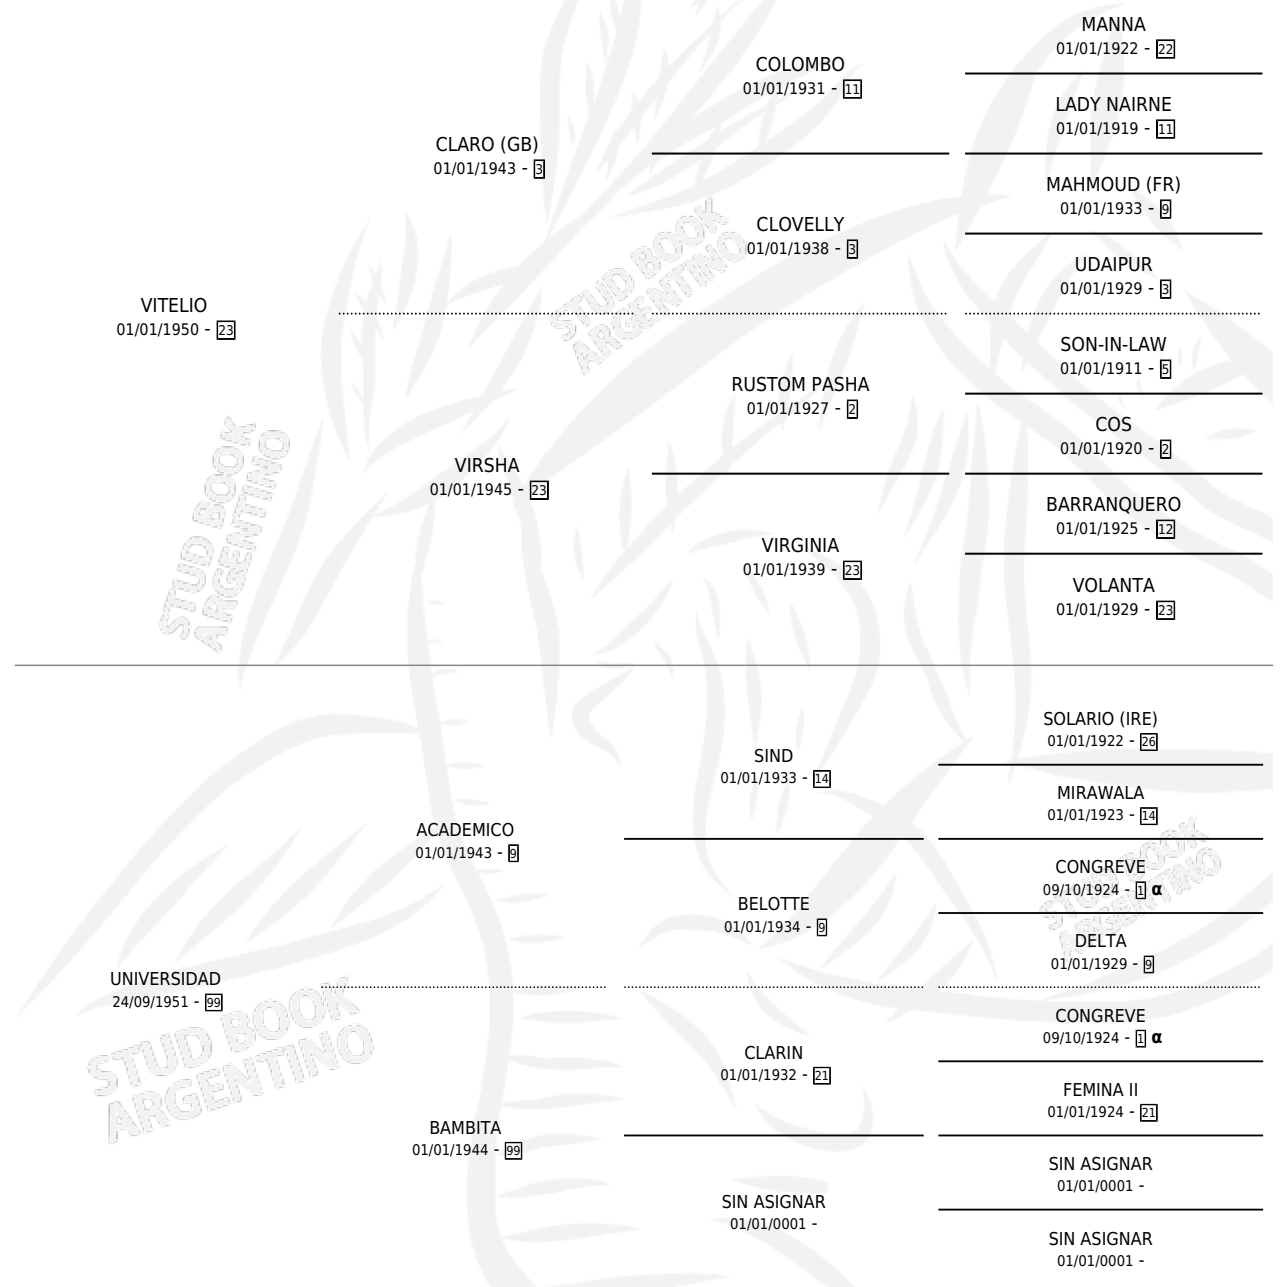 MANNA
01/01/1922 - 22
COLOMBO
01/01/1931 - 11
LADY NAIRNE
01/01/1919 - 11
CLARO (GB)
01/01/1943 - 3
MAHMOUD (FR)
01/01/1933 - 9
CLOVELLY
01/01/1938 - 3
UDAIPUR
01/01/1929 - 3
VITELIO
01/01/1950 - 23
STUD BOOK
ARGENTINO
SON-IN-LAW
01/01/1911 - 5
RUSTOM PASHA
01/01/1927 - 2
COS
01/01/1920 - 2
VIRSHA
01/01/1945 - 23
BARRANQUERO
01/01/1925 - 12
VIRGINIA
01/01/1939 - 23
VOLANTA
01/01/1929 - 23
STUD BOOK
ARGENTINO
SOLARIO (IRE)
01/01/1922 - 26
SIND
01/01/1933 - 14
MIRAWALA
01/01/1923 - 14
ACADEMICO
01/01/1943 - 9
CONGREVE
09/10/1924 - 1 α
BELOTTE
01/01/1934 - 9
STUD BOOK
ARGENTINO
DELTA
01/01/1929 - 9
UNIVERSIDAD
24/09/1951 - 99
STUD BOOK
ARGENTINO
CONGREVE
09/10/1924 - 1 α
CLARIN
01/01/1932 - 21
FEMINA II
01/01/1924 - 21
BAMBITA
01/01/1944 - 99
SIN ASIGNAR
01/01/0001 -
SIN ASIGNAR
01/01/0001 -
SIN ASIGNAR
01/01/0001 -